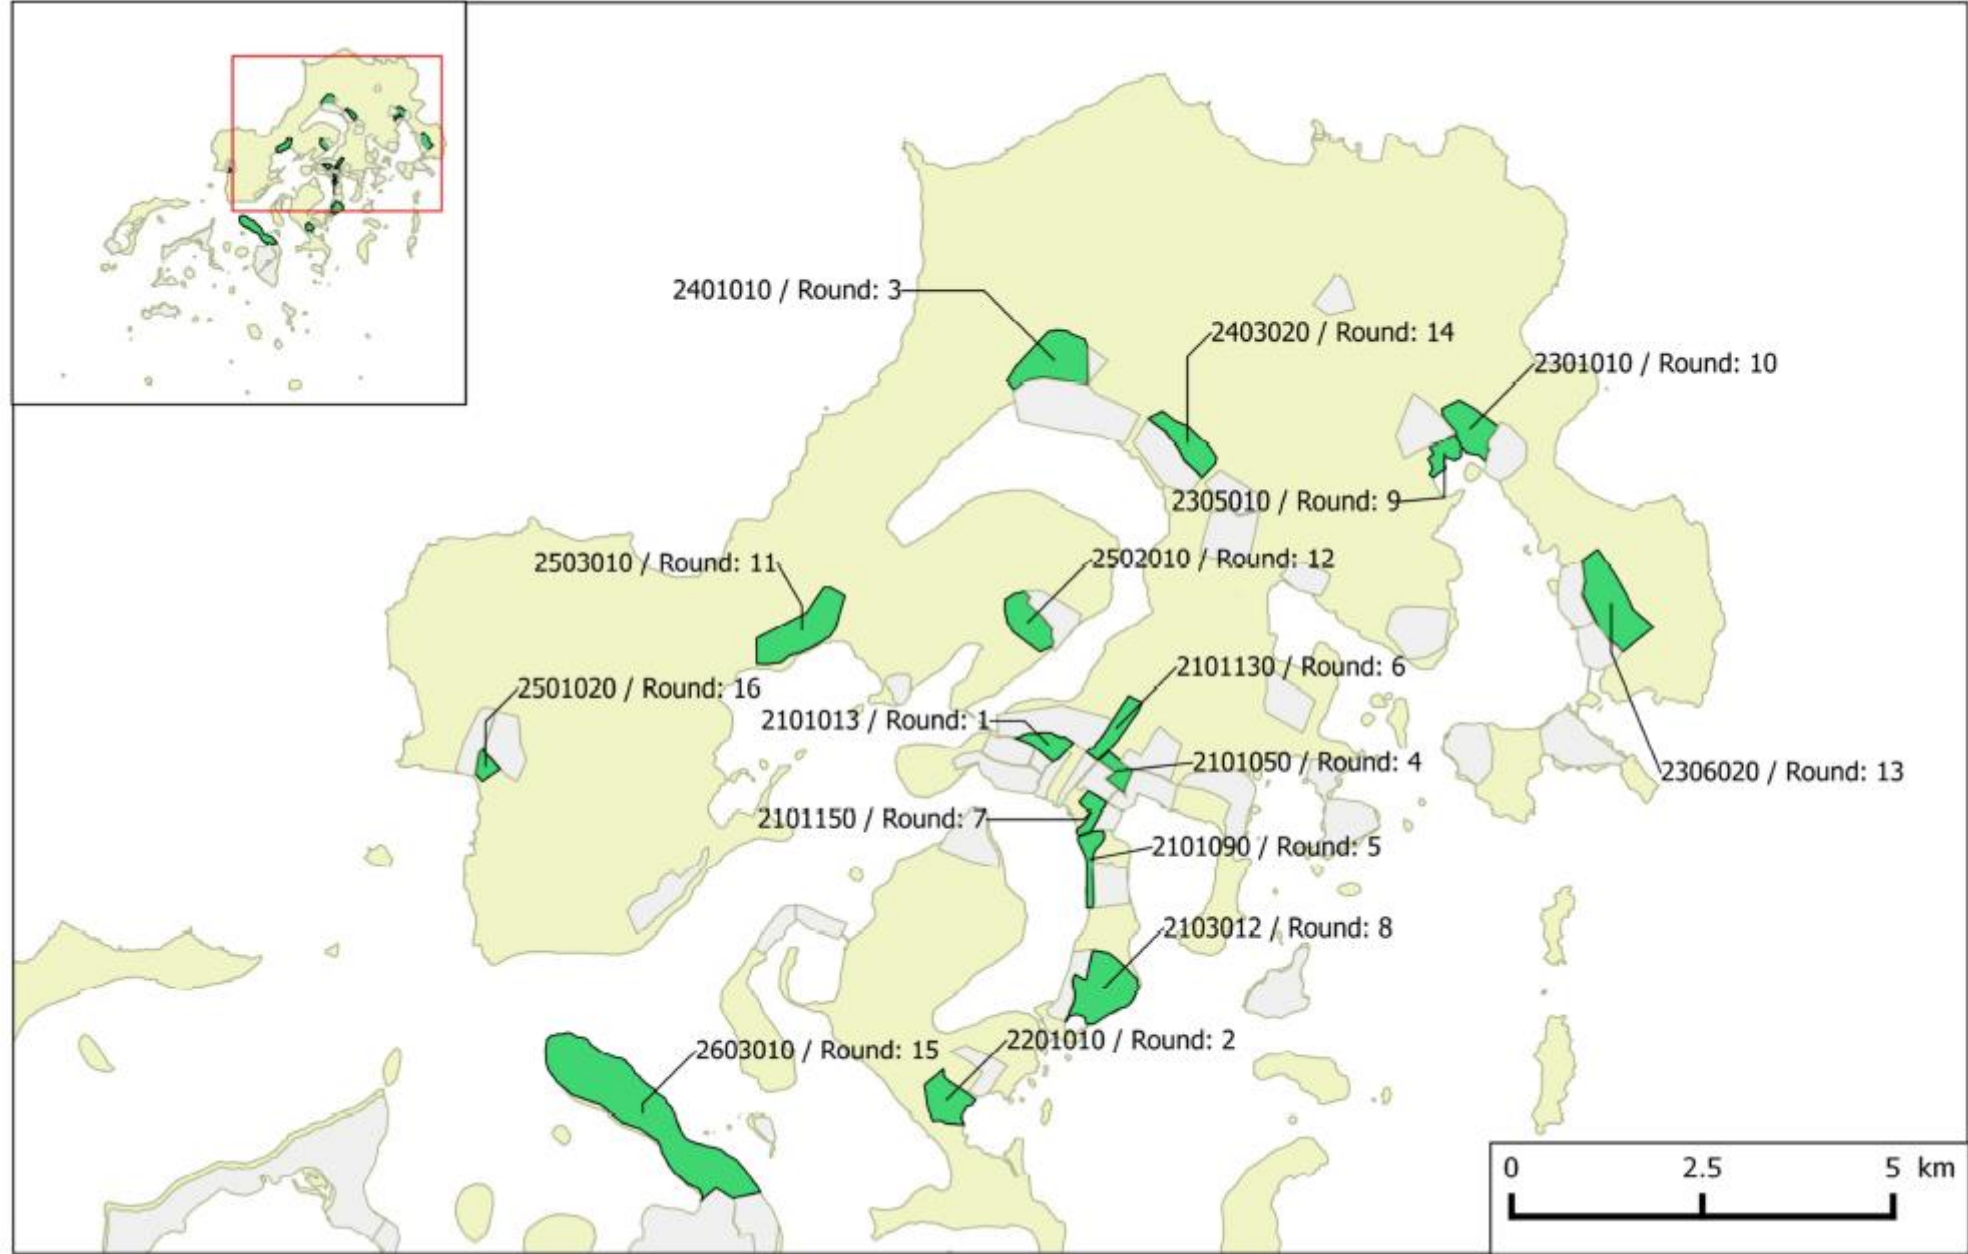 2401010 / Round: 3
2403020 / Round: 14
2301010 / Round: 10
2305010 / Round: 9
2502010 / Round: 12
2503010 / Round: 11
2101130 / Round: 6
2501020 / Round: 16
2101013 / Round: 1
2101050 / Round: 4
2306020 / Round: 13
2101150 / Round: 7
2101090 / Round: 5
2103012 / Round: 8
2201010 / Round: 2
2603010 / Round: 15
0 2.5 5 km